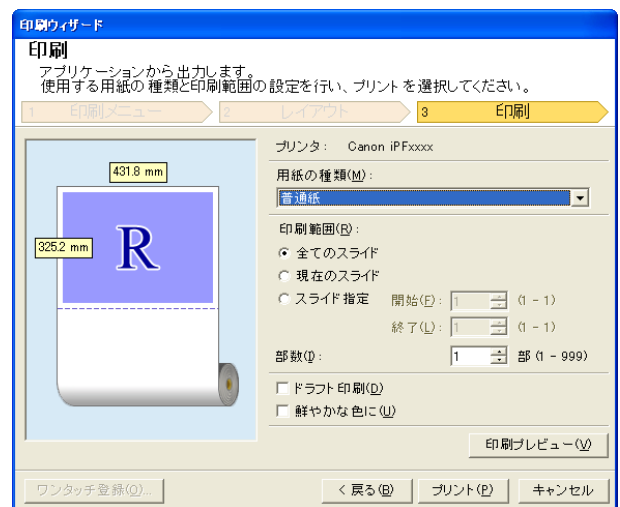 印刷ウィザード
印刷
アプリケーションから出力します。
使用する用紙の種類と印刷範囲の設定を行い、プリントを選択してください。
1 印刷メニュー 2 レイアウト 3 印刷
プリンタ: Canon iPFxxxx
431.8 mm
用紙の種類(M):
普通紙
325.2 mm
R
印刷範囲(R):
全てのスライド
現在のスライド
スライド指定 開始(F): 1 (1 - 1)
終了(L): 1 (1 - 1)
部数(I): 1 部 (1 - 999)
ドラフト印刷(D)
鮮やかな色に(U)
印刷プレビュー(V)
ワンタッチ登録(O)... < 戻る(B) プリント(P) キャンセル